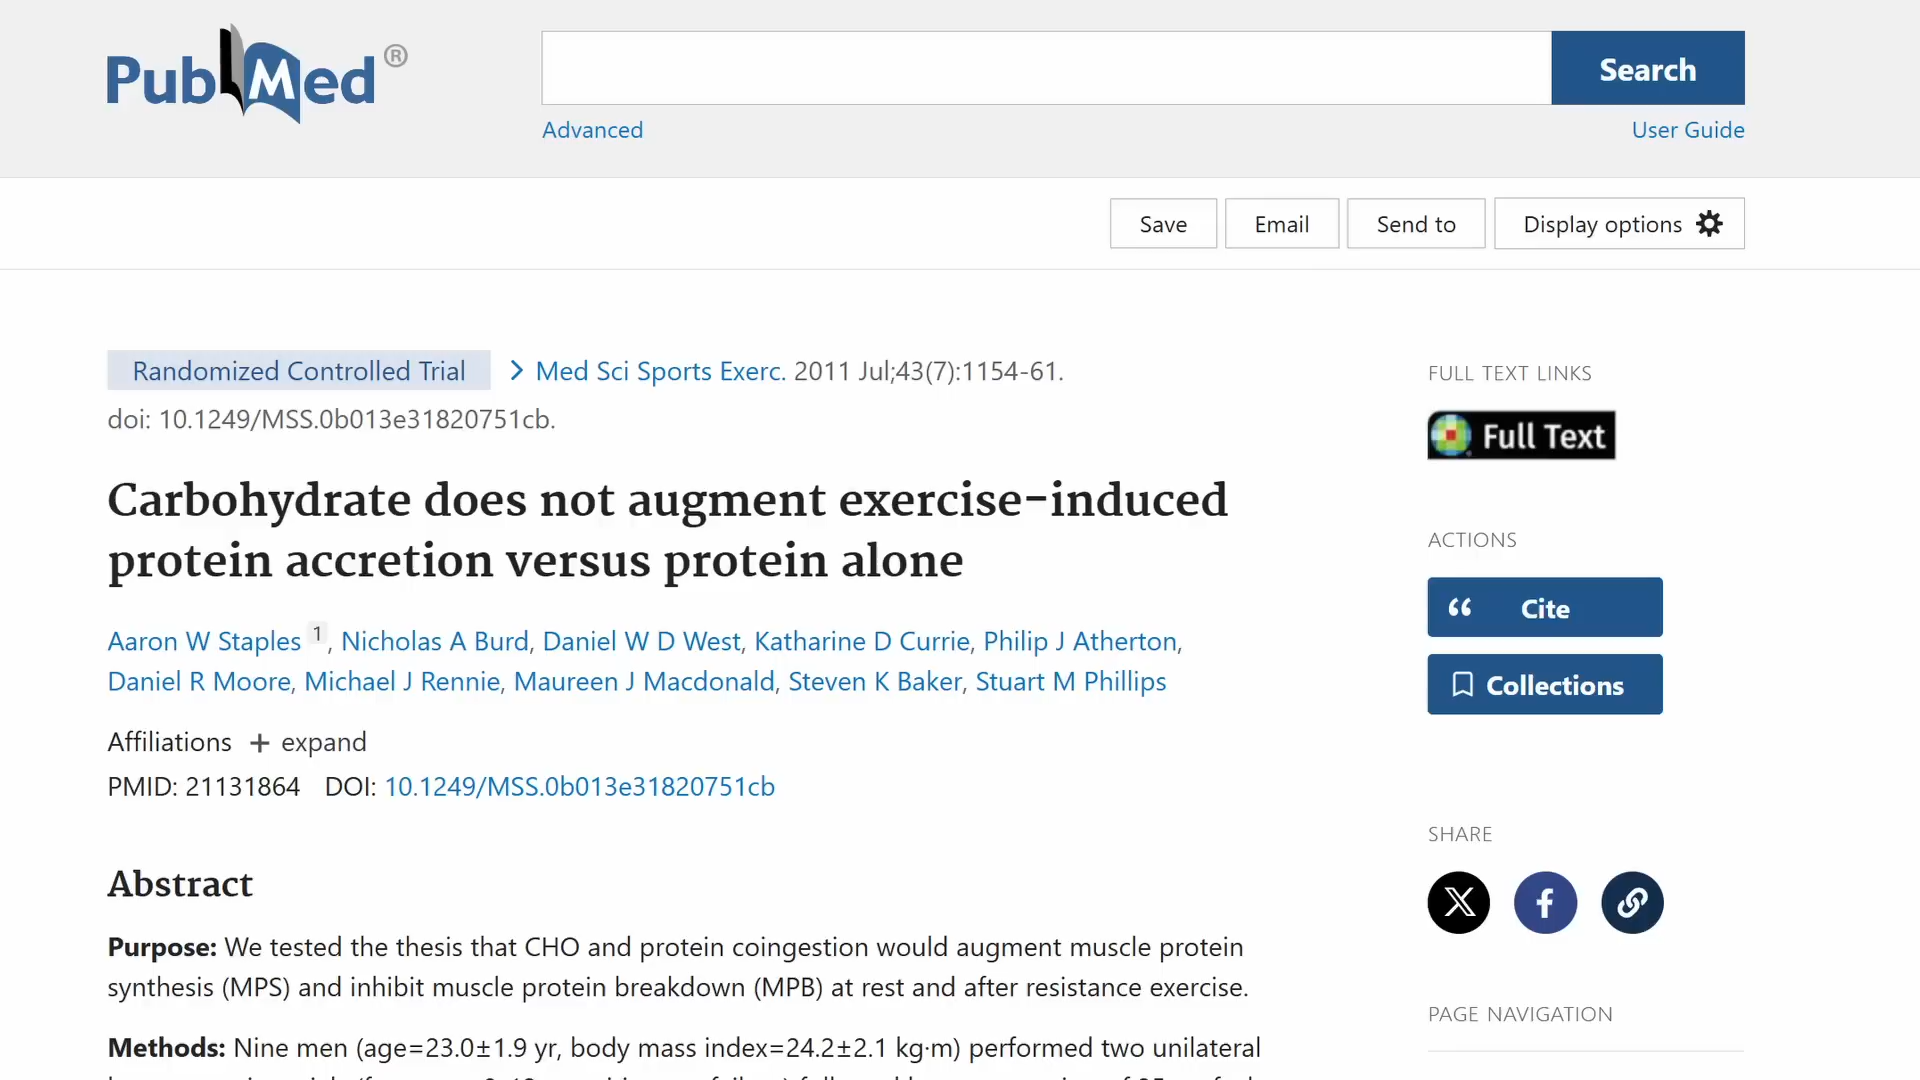 PubMed®
Search
Advanced
User Guide
Save
Email
Send to
Display options
Randomized Controlled Trial
Med Sci Sports Exerc. 2011 Jul;43(7):1154-61.
doi: 10.1249/MSS.0b013e31820751cb.
Carbohydrate does not augment exercise-induced
protein accretion versus protein alone
Aaron W Staples 1, Nicholas A Burd, Daniel W D West, Katharine D Currie, Philip J Atherton,
Daniel R Moore, Michael J Rennie, Maureen J Macdonald, Steven K Baker, Stuart M Phillips
Affiliations + expand
PMID: 21131864 DOI: 10.1249/MSS.0b013e31820751cb
Abstract
Purpose: We tested the thesis that CHO and protein coingestion would augment muscle protein
synthesis (MPS) and inhibit muscle protein breakdown (MPB) at rest and after resistance exercise.
Methods: Nine men (age=23.0±1.9 yr, body mass index=24.2±2.1 kg·m) performed two unilateral
FULL TEXT LINKS
Full Text
ACTIONS
Cite
Collections
SHARE
PAGE NAVIGATION